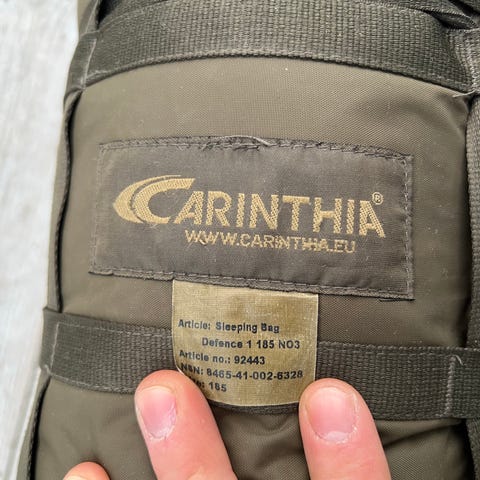 CARINTHIA®
WWW.CARINTHIA.EU
Article: Sleeping Bag
Defence 1 185 NO3
Article no.: 92443
NSN: 8465-41-002-6328
185